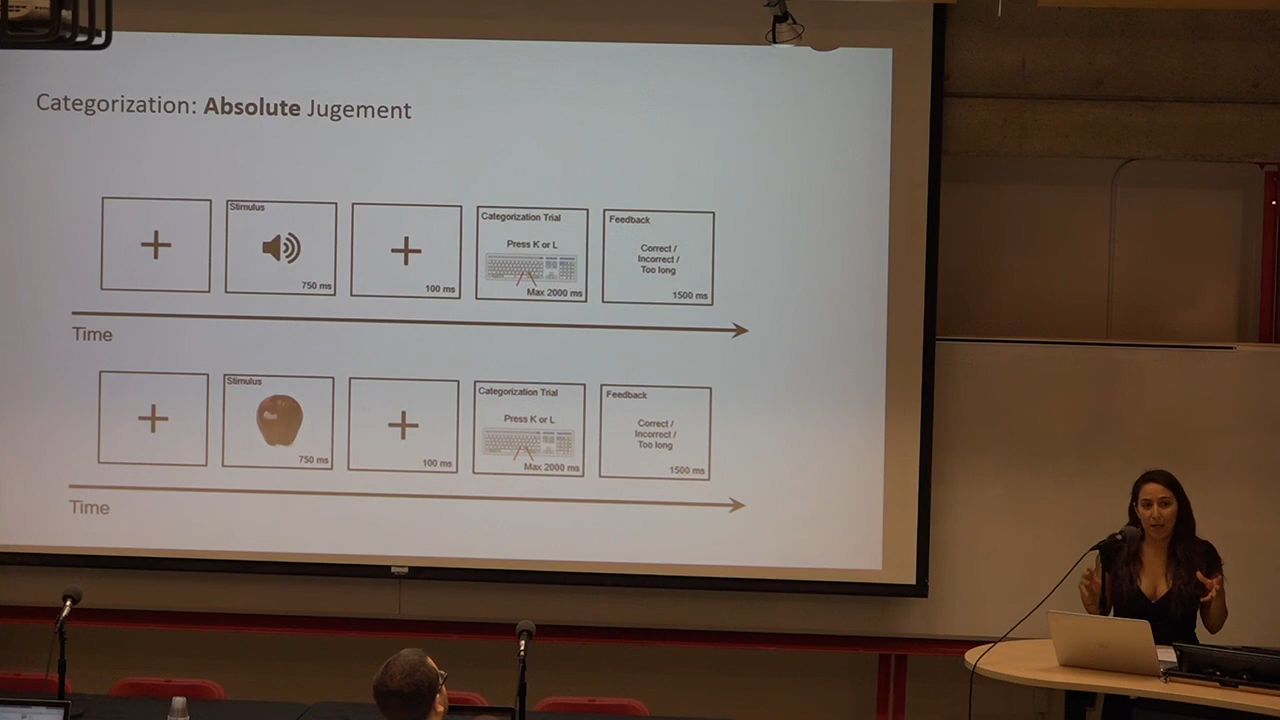 Categorization: Absolute Jugement
Stimulus
750 ms
100 ms
Categorization Trial
Press K or L
Max 2000 ms
Feedback
Correct /
Incorrect /
Too long
1500 ms
Time
Stimulus
750 ms
100 ms
Categorization Trial
Press K or L
Max 2000 ms
Feedback
Correct /
Incorrect /
Too long
1500 ms
Time